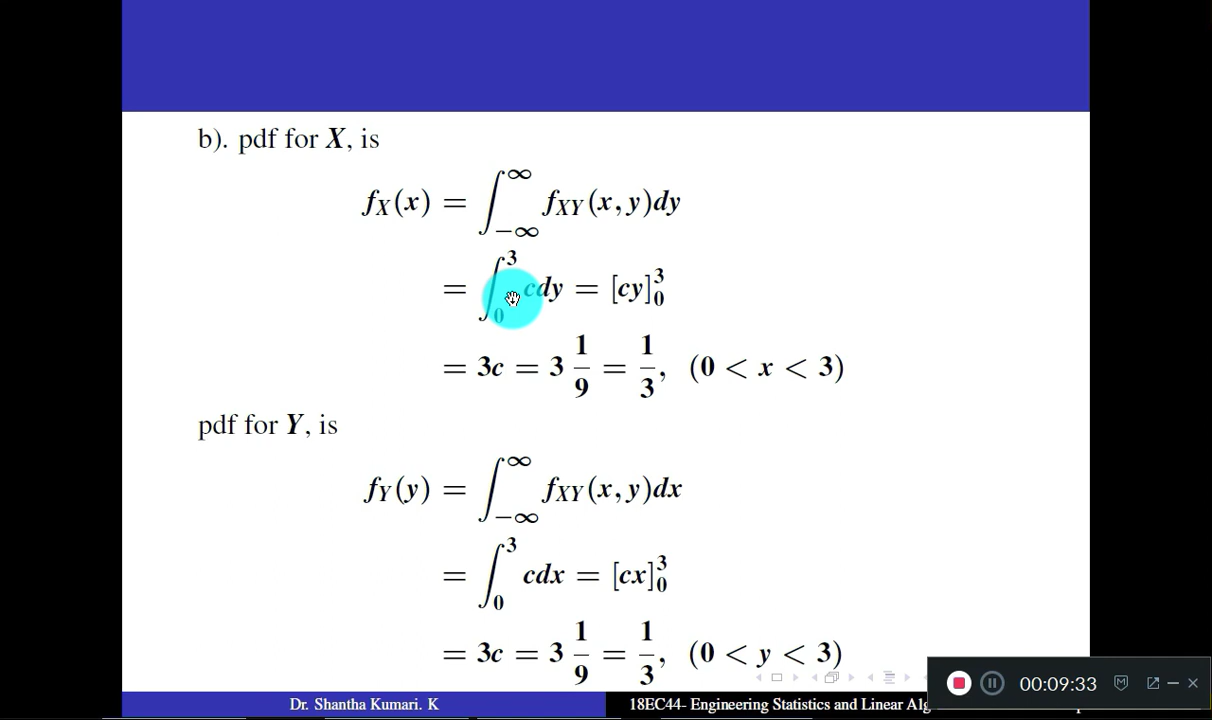 b). pdf for X, is
f_X(x) = ∫_{−∞}^{∞} f_{XY}(x, y)dy
= ∫_0^3 cdy = [cy]_0^3
= 3c = 3 1/9 = 1/3, (0 < x < 3)
pdf for Y, is
f_Y(y) = ∫_{−∞}^{∞} f_{XY}(x, y)dx
= ∫_0^3 cdx = [cx]_0^3
= 3c = 3 1/9 = 1/3, (0 < y < 3)
00:09:33
Dr. Shantha Kumari. K
18EC44- Engineering Statistics and Linear